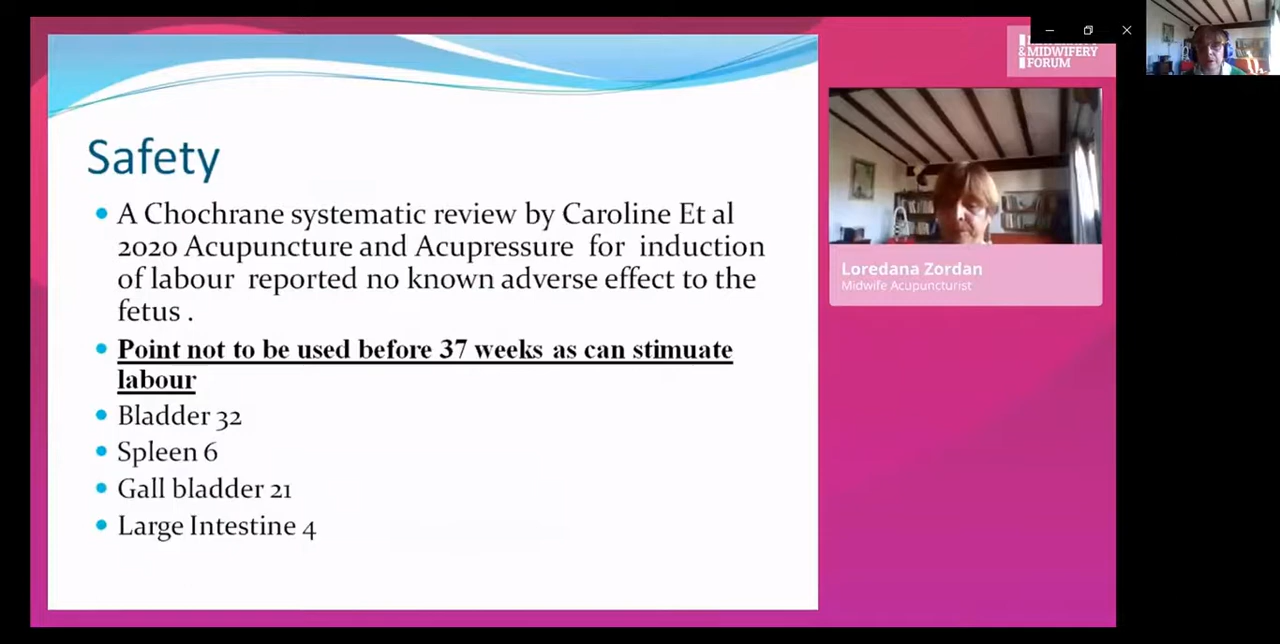 Safety
A Chochrane systematic review by Caroline Et al
2020 Acupuncture and Acupressure for induction
of labour reported no known adverse effect to the
fetus .
Point not to be used before 37 weeks as can stimuate
labour
Bladder 32
Spleen 6
Gall bladder 21
Large Intestine 4
& MIDWIFERY
FORUM
Loredana Zordan
Midwife Acupuncturist